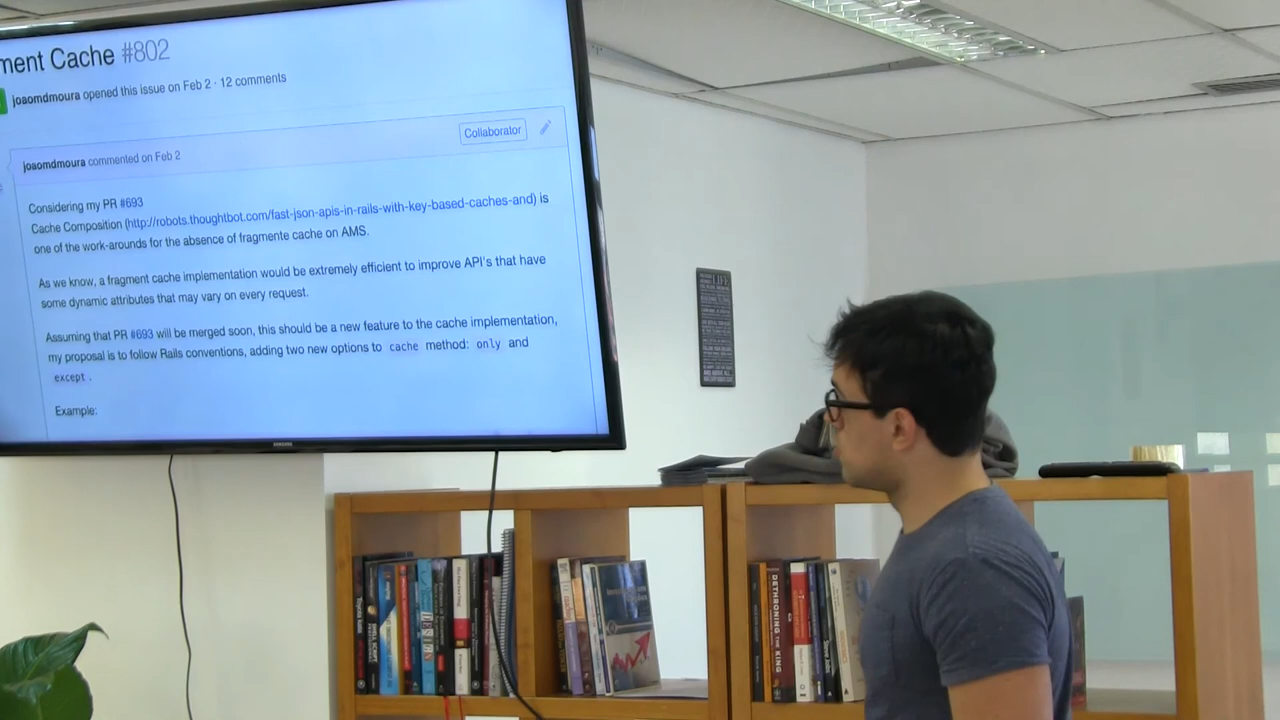 ment Cache #802
joaomdmoura opened this issue on Feb 2 · 12 comments
Collaborator
joaomdmoura commented on Feb 2
Considering my PR #693
Cache Composition (http://robots.thoughtbot.com/fast-json-apis-in-rails-with-key-based-caches-and) is
one of the work-arounds for the absence of fragmente cache on AMS.
As we know, a fragment cache implementation would be extremely efficient to improve API's that have
some dynamic attributes that may vary on every request.
Assuming that PR #693 will be merged soon, this should be a new feature to the cache implementation,
my proposal is to follow Rails conventions, adding two new options to cache method: only and
except .
Example:
SAMSUNG
LIFE
DETHRONING THE KING
Steve Jobs
DESIGN